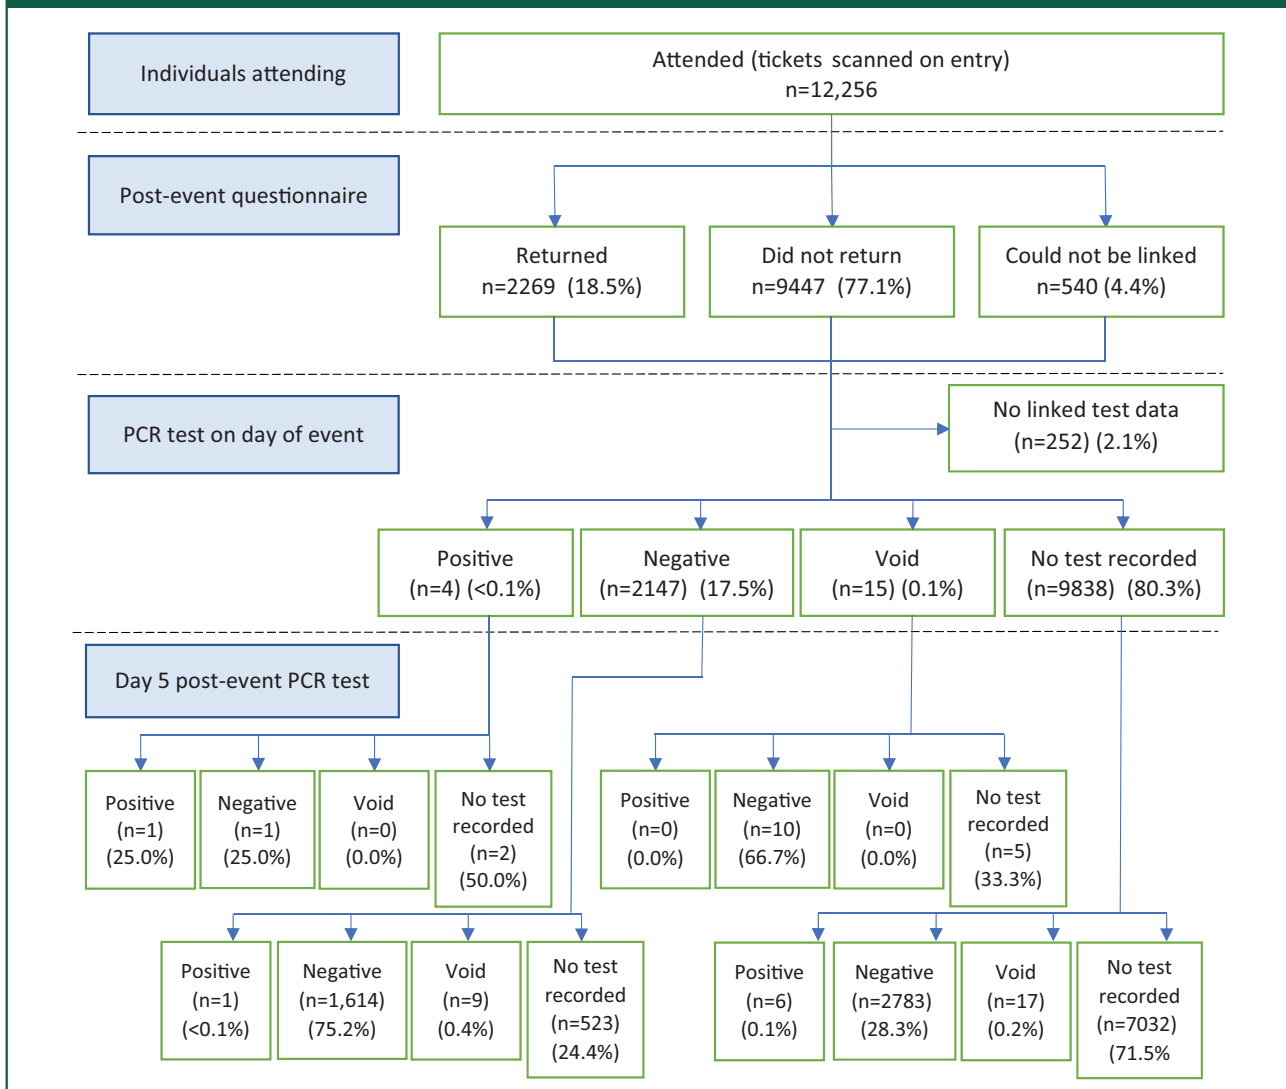 Individuals attending
Attended (tickets scanned on entry)
n=12,256
Post-event questionnaire
Returned
n=2269 (18.5%)
Did not return
n=9447 (77.1%)
Could not be linked
n=540 (4.4%)
PCR test on day of event
No linked test data
(n=252) (2.1%)
Positive
(n=4) (<0.1%)
Negative
(n=2147) (17.5%)
Void
(n=15) (0.1%)
No test recorded
(n=9838) (80.3%)
Day 5 post-event PCR test
Positive
(n=1)
(25.0%)
Negative
(n=1)
(25.0%)
Void
(n=0)
(0.0%)
No test
recorded
(n=2)
(50.0%)
Positive
(n=0)
(0.0%)
Negative
(n=10)
(66.7%)
Void
(n=0)
(0.0%)
No test
recorded
(n=5)
(33.3%)
Positive
(n=1)
(<0.1%)
Negative
(n=1,614)
(75.2%)
Void
(n=9)
(0.4%)
No test
recorded
(n=523)
(24.4%)
Positive
(n=6)
(0.1%)
Negative
(n=2783)
(28.3%)
Void
(n=17)
(0.2%)
No test
recorded
(n=7032)
(71.5%